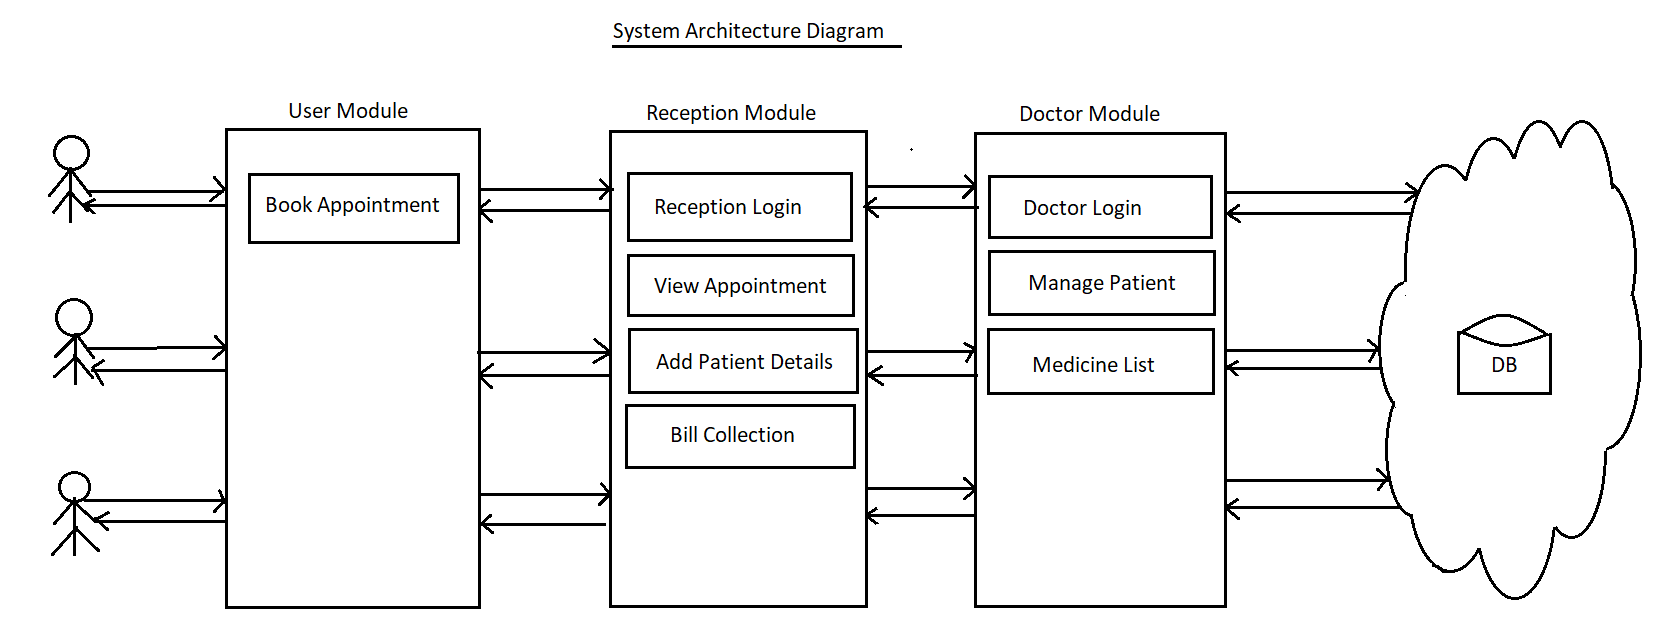 System Architecture Diagram
User Module
Reception Module
Doctor Module
Book Appointment
Reception Login
View Appointment
Add Patient Details
Bill Collection
Doctor Login
Manage Patient
Medicine List
DB